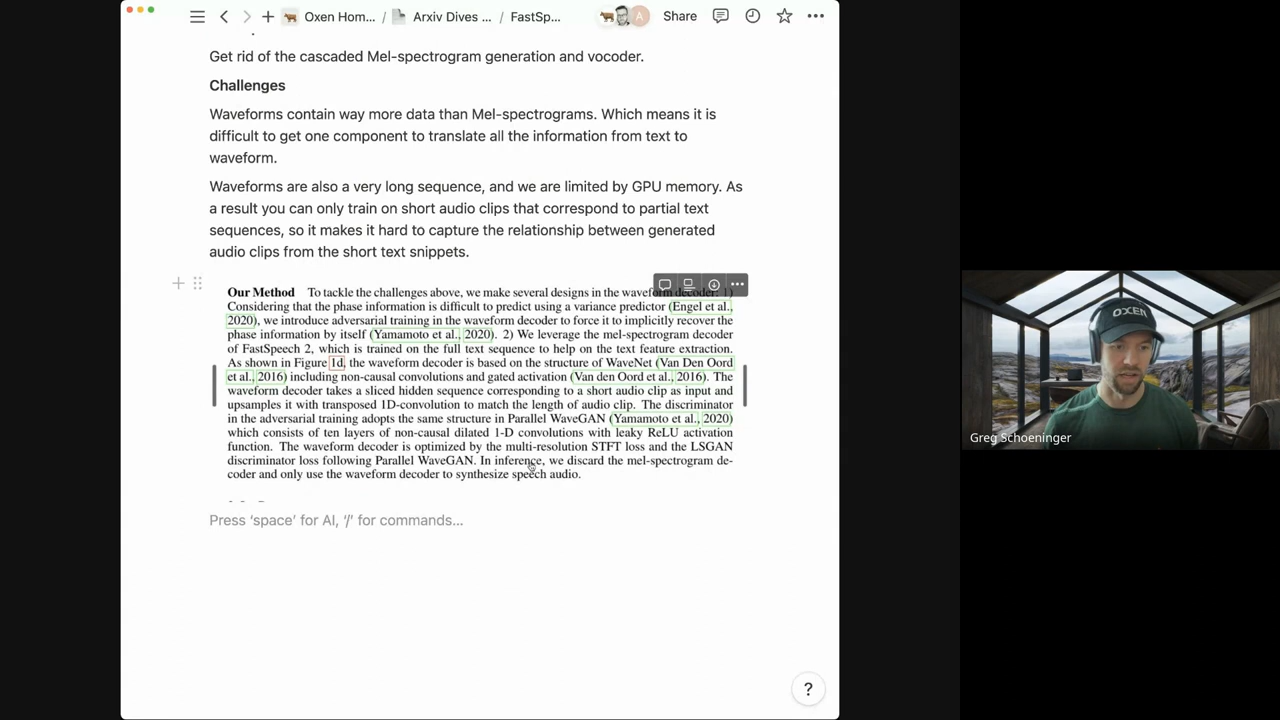 Oxen Hom... / Arxiv Dives ... / FastSp...
A
Share
Get rid of the cascaded Mel-spectrogram generation and vocoder.
Challenges
Waveforms contain way more data than Mel-spectrograms. Which means it is
difficult to get one component to translate all the information from text to
waveform.
Waveforms are also a very long sequence, and we are limited by GPU memory. As
a result you can only train on short audio clips that correspond to partial text
sequences, so it makes it hard to capture the relationship between generated
audio clips from the short text snippets.
Our Method To tackle the challenges above, we make several designs in the waveform decoder: 1)
Considering that the phase information is difficult to predict using a variance predictor (Engel et al.,
2020), we introduce adversarial training in the waveform decoder to force it to implicitly recover the
phase information by itself (Yamamoto et al., 2020). 2) We leverage the mel-spectrogram decoder
of FastSpeech 2, which is trained on the full text sequence to help on the text feature extraction.
As shown in Figure 1d, the waveform decoder is based on the structure of WaveNet (Van Den Oord
et al., 2016) including non-causal convolutions and gated activation (Van den Oord et al., 2016). The
waveform decoder takes a sliced hidden sequence corresponding to a short audio clip as input and
upsamples it with transposed 1D-convolution to match the length of audio clip. The discriminator
in the adversarial training adopts the same structure in Parallel WaveGAN (Yamamoto et al., 2020)
which consists of ten layers of non-causal dilated 1-D convolutions with leaky ReLU activation
function. The waveform decoder is optimized by the multi-resolution STFT loss and the LSGAN
discriminator loss following Parallel WaveGAN. In inference, we discard the mel-spectrogram de-
coder and only use the waveform decoder to synthesize speech audio.
Press ‘space’ for AI, ‘/’ for commands...
?
OXEN
Greg Schoeninger